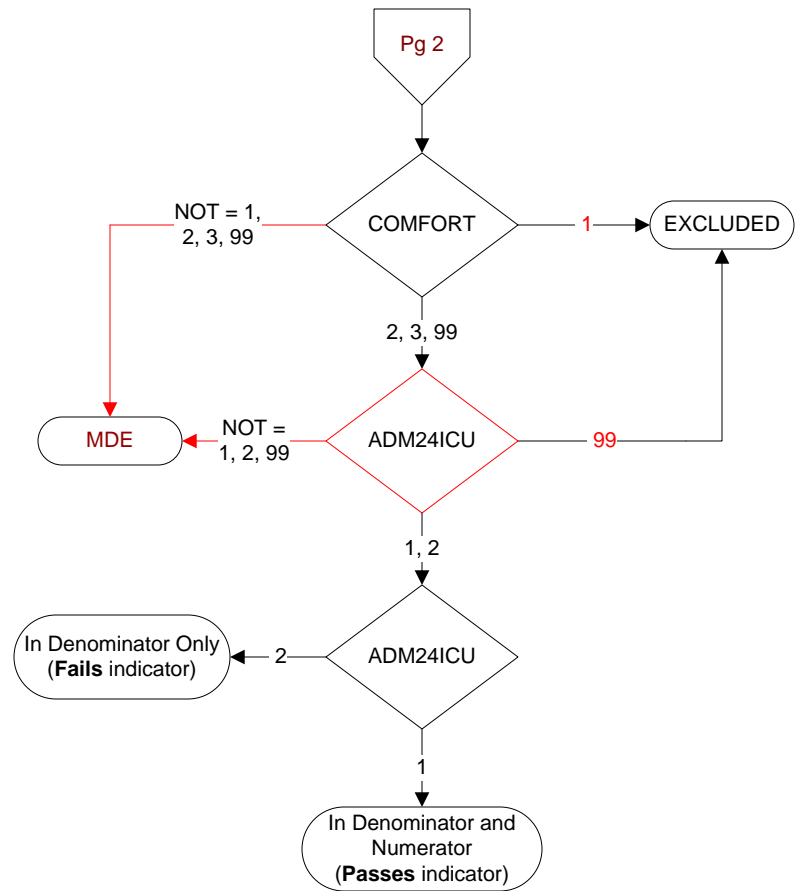 Pg 2
NOT = 1,
2, 3, 99
COMFORT
1
EXCLUDED
2, 3, 99
MDE
NOT =
1, 2, 99
ADM24ICU
99
1, 2
In Denominator Only
(Fails indicator)
2
ADM24ICU
1
In Denominator and
Numerator
(Passes indicator)